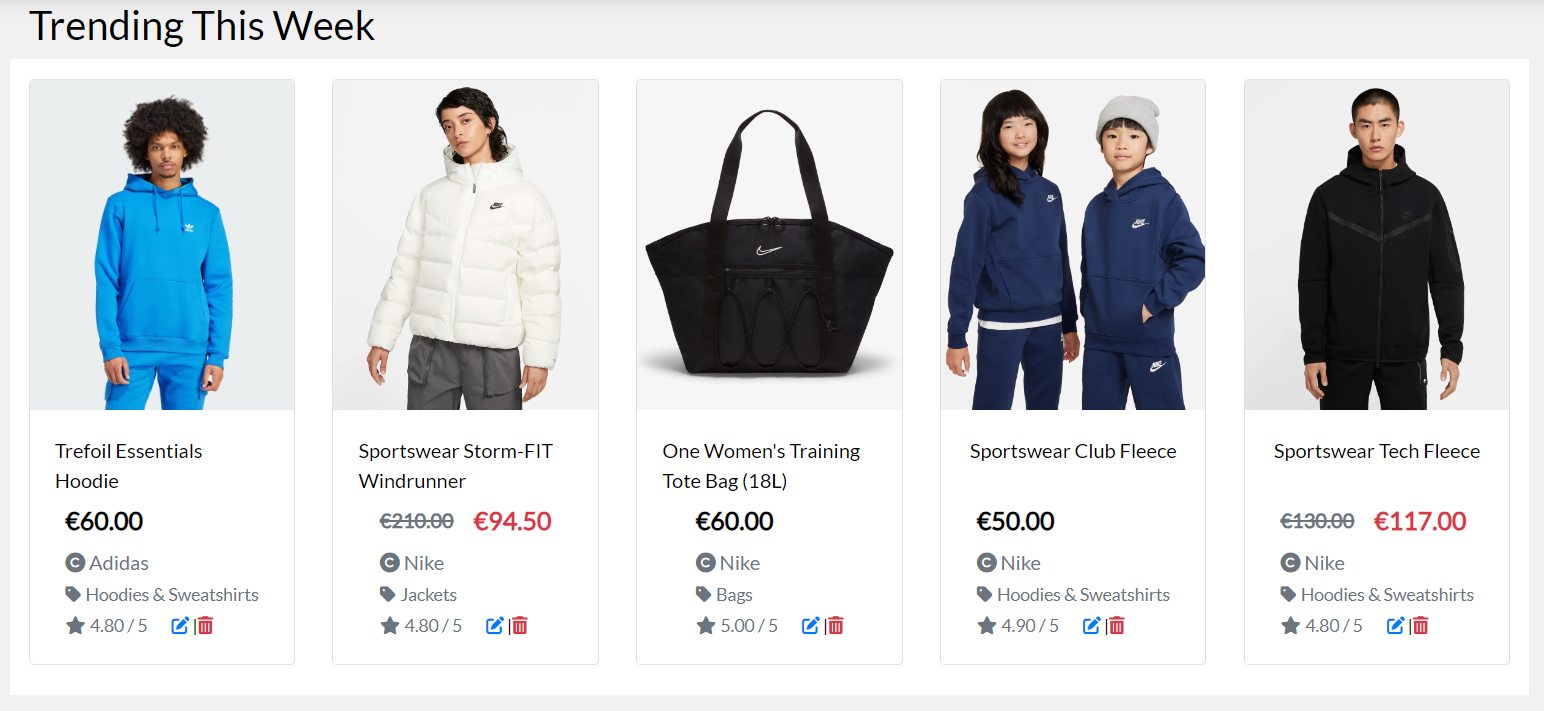 Trending This Week
Trefoil Essentials
Hoodie
€60.00
Adidas
Hoodies & Sweatshirts
4.80 / 5
|
Sportswear Storm-FIT
Windrunner
€210.00 €94.50
Nike
Jackets
4.80 / 5
|
One Women's Training
Tote Bag (18L)
€60.00
Nike
Bags
5.00 / 5
|
Sportswear Club Fleece
€50.00
Nike
Hoodies & Sweatshirts
4.90 / 5
|
Sportswear Tech Fleece
€130.00 €117.00
Nike
Hoodies & Sweatshirts
4.80 / 5
|